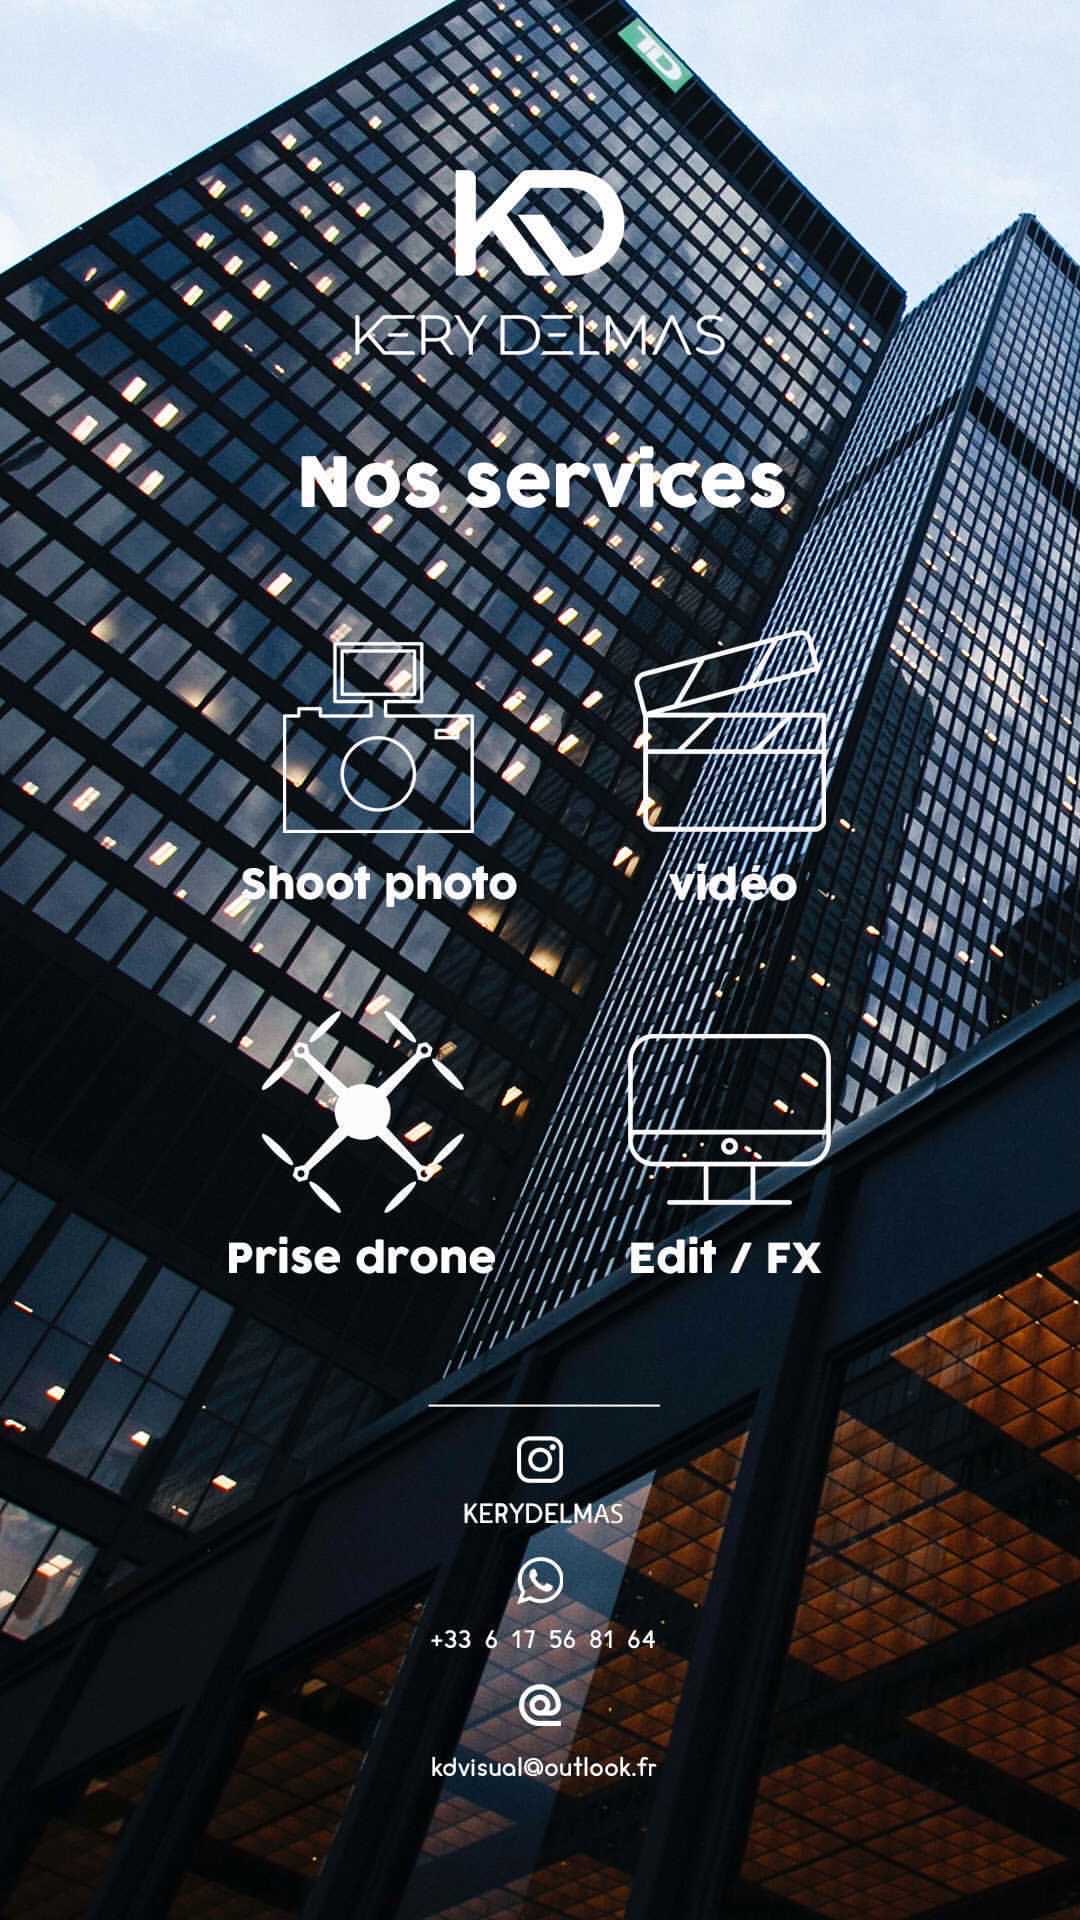 TD
KD
KERY DELMAS
Nos services
Shoot photo
vidéo
Prise drone
Edit / FX
KERYDELMAS
+33 6 17 56 81 64
kdvisual@outlook.fr